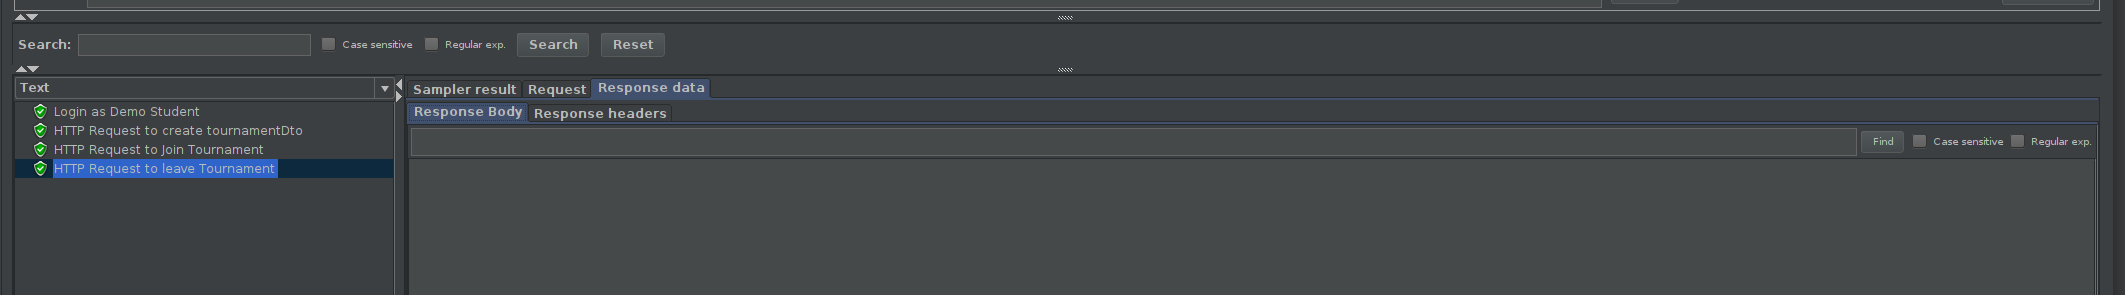 Search: Case sensitive Regular exp. Search Reset
Text
Sampler result Request Response data
Login as Demo Student
Response Body Response headers
HTTP Request to create tournamentDto
HTTP Request to Join Tournament
Find Case sensitive Regular exp.
HTTP Request to leave Tournament